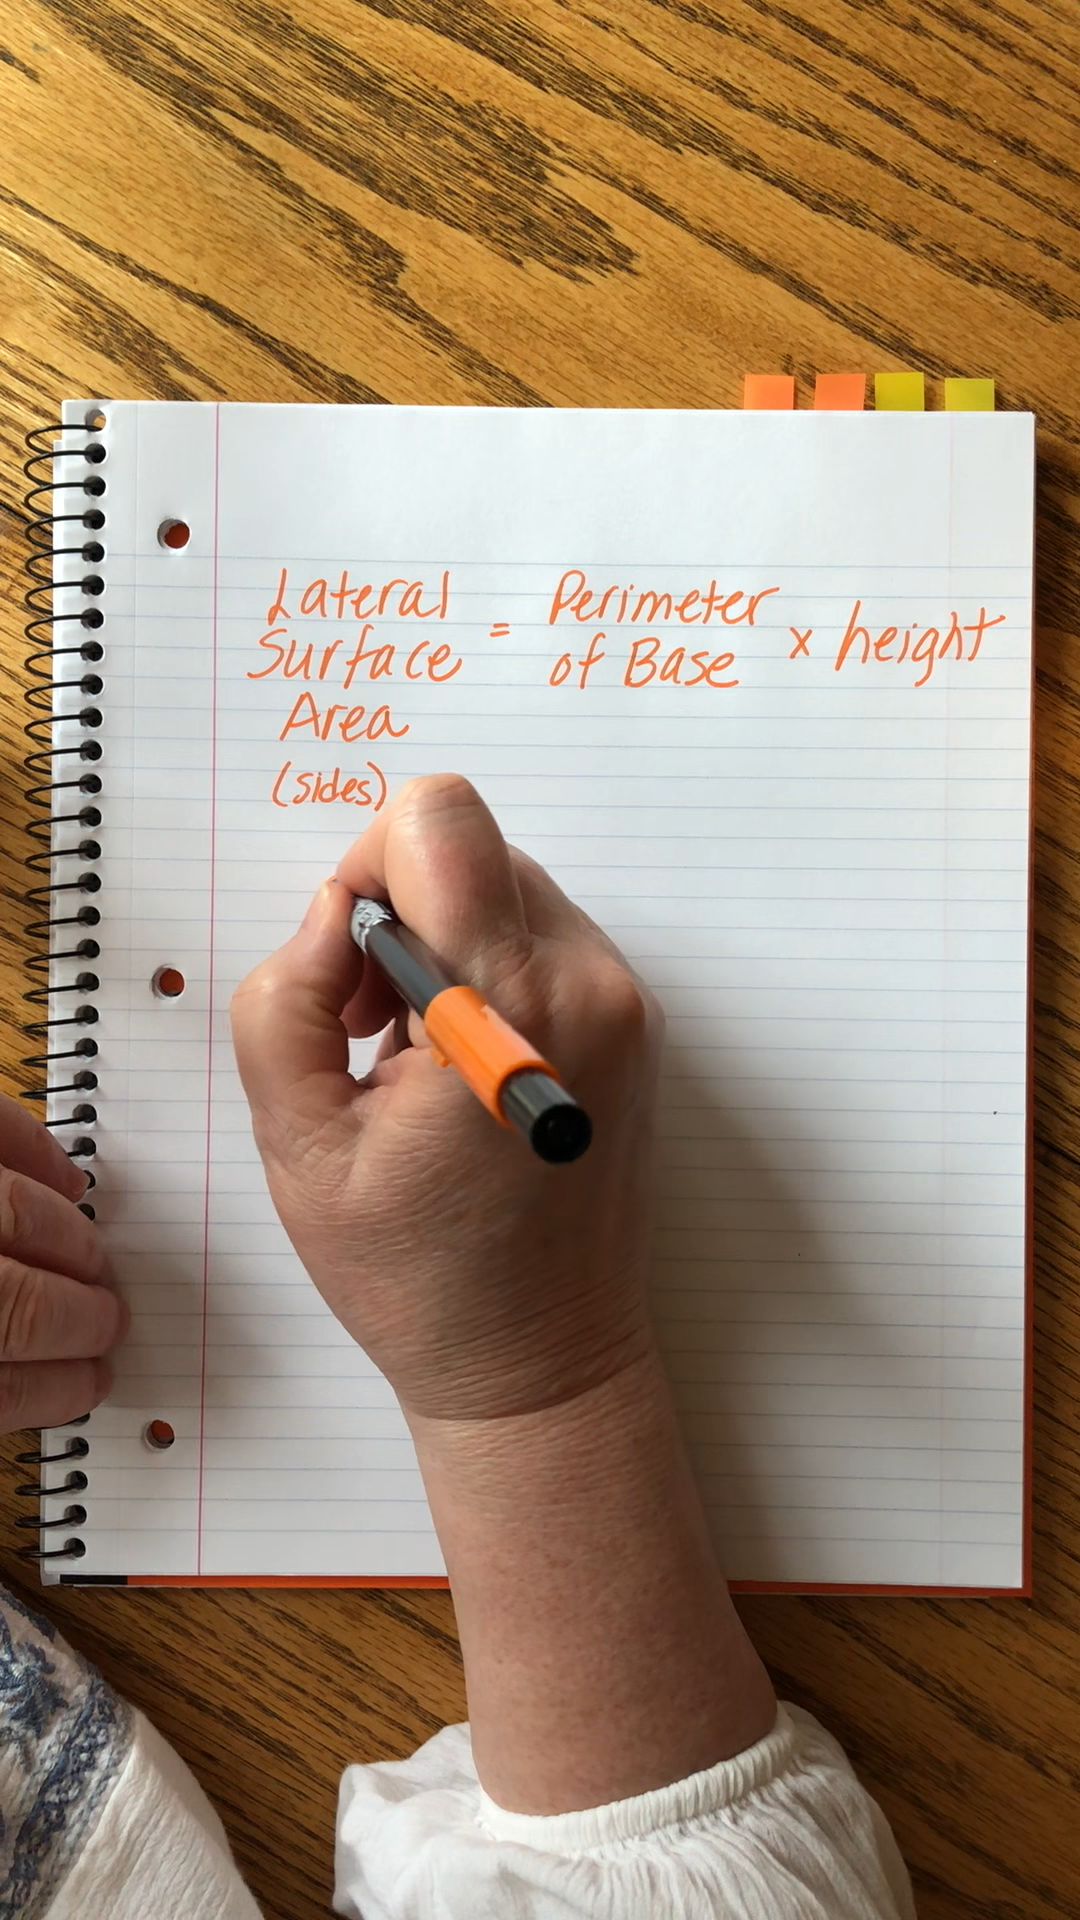 Lateral
Surface
Area
(sides)
=
Perimeter
of Base
x height